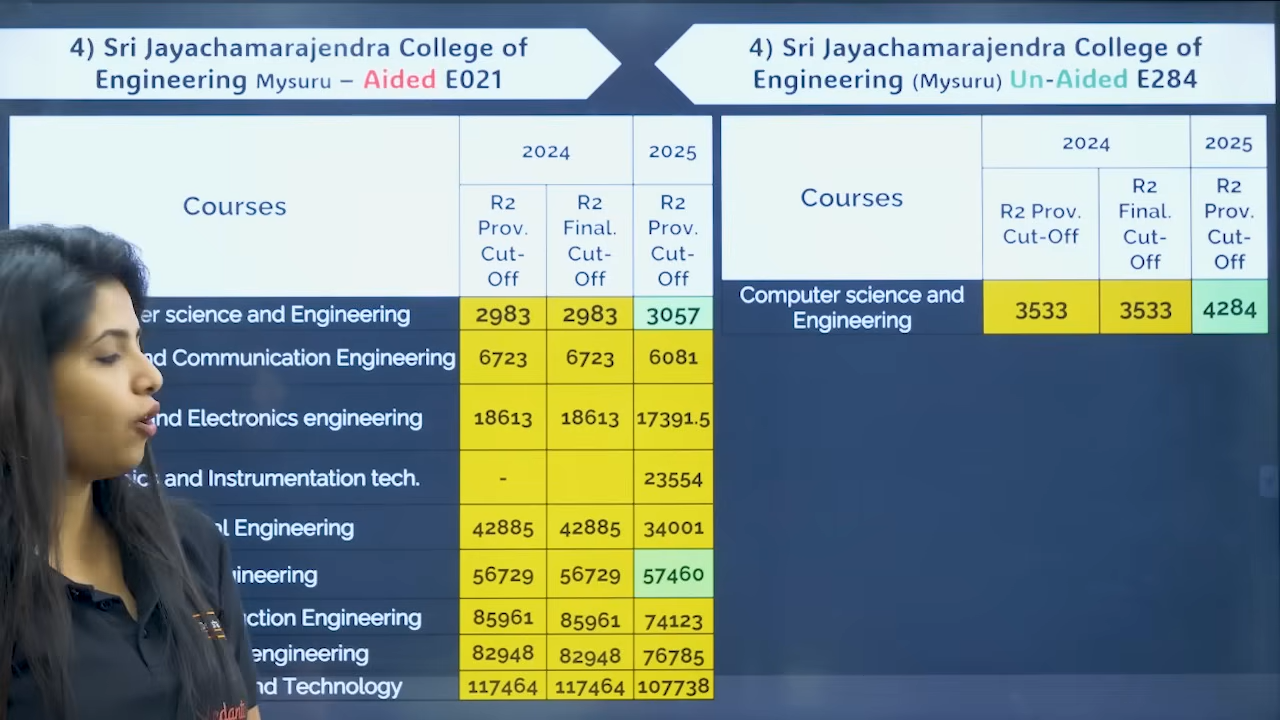 4) Sri Jayachamarajendra College of
Engineering Mysuru – Aided E021
Courses
2024
2025
R2
Prov.
Cut-
Off
R2
Final.
Cut-
Off
R2
Prov.
Cut-
Off
science and Engineering
2983
2983
3057
Communication Engineering
6723
6723
6081
and Electronics engineering
18613
18613
17391.5
and Instrumentation tech.
-
23554
Engineering
42885
42885
34001
56729
56729
57460
Engineering
85961
85961
74123
engineering
82948
82948
76785
Technology
117464
117464
107738
4) Sri Jayachamarajendra College of
Engineering (Mysuru) Un-Aided E284
Courses
2024
2025
R2 Prov.
Cut-Off
R2
Final.
Cut-
Off
R2
Prov.
Cut-
Off
Computer science and
Engineering
3533
3533
4284